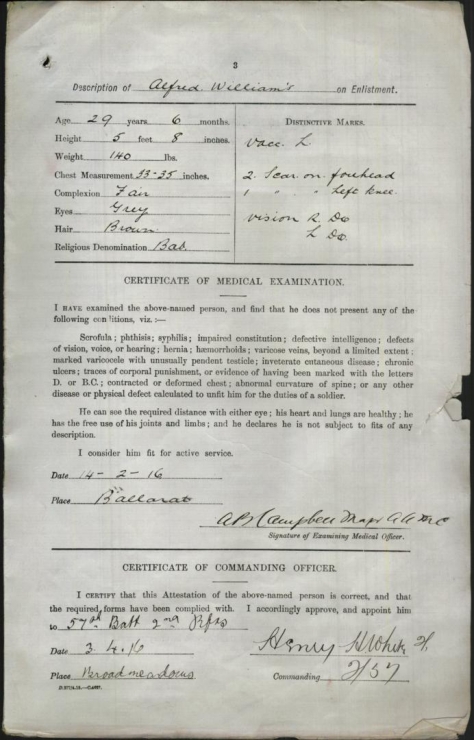 3
Description of Alfred William's on Enlistment.
Age 29 years 6 months.
Height 5 feet 8 inches.
Weight 140 lbs.
Chest Measurement 33-35 inches.
Complexion Fair
Eyes Grey
Hair Brown
Religious Denomination Bab.
DISTINCTIVE MARKS.
Vacc. L
2. Scar on forehead
1 " " Left knee.
Vision R. D6
L D6.
CERTIFICATE OF MEDICAL EXAMINATION.
I HAVE examined the above-named person, and find that he does not present any of the
following conditions, viz. :—
Scrofula ; phthisis ; syphilis ; impaired constitution ; defective intelligence ; defects
of vision, voice, or hearing ; hernia ; hæmorrhoids ; varicose veins, beyond a limited extent ;
marked varicocele with unusually pendent testicle ; inveterate cutaneous disease ; chronic
ulcers ; traces of corporal punishment, or evidence of having been marked with the letters
D. or B.C. ; contracted or deformed chest ; abnormal curvature of spine ; or any other
disease or physical defect calculated to unfit him for the duties of a soldier.
He can see the required distance with either eye ; his heart and lungs are healthy ; he
has the free use of his joints and limbs ; and he declares he is not subject to fits of any
description.
I consider him fit for active service.
Date 14-2-16
Place Ballarat
Campbell Major AAMC
Signature of Examining Medical Officer.
CERTIFICATE OF COMMANDING OFFICER.
I CERTIFY that this Attestation of the above-named person is correct, and that
the required forms have been complied with. I accordingly approve, and appoint him
to 57th Batt 2nd Rfts
Date 3.4.16
Henry White
Place Broadmeadows
Commanding 2/57